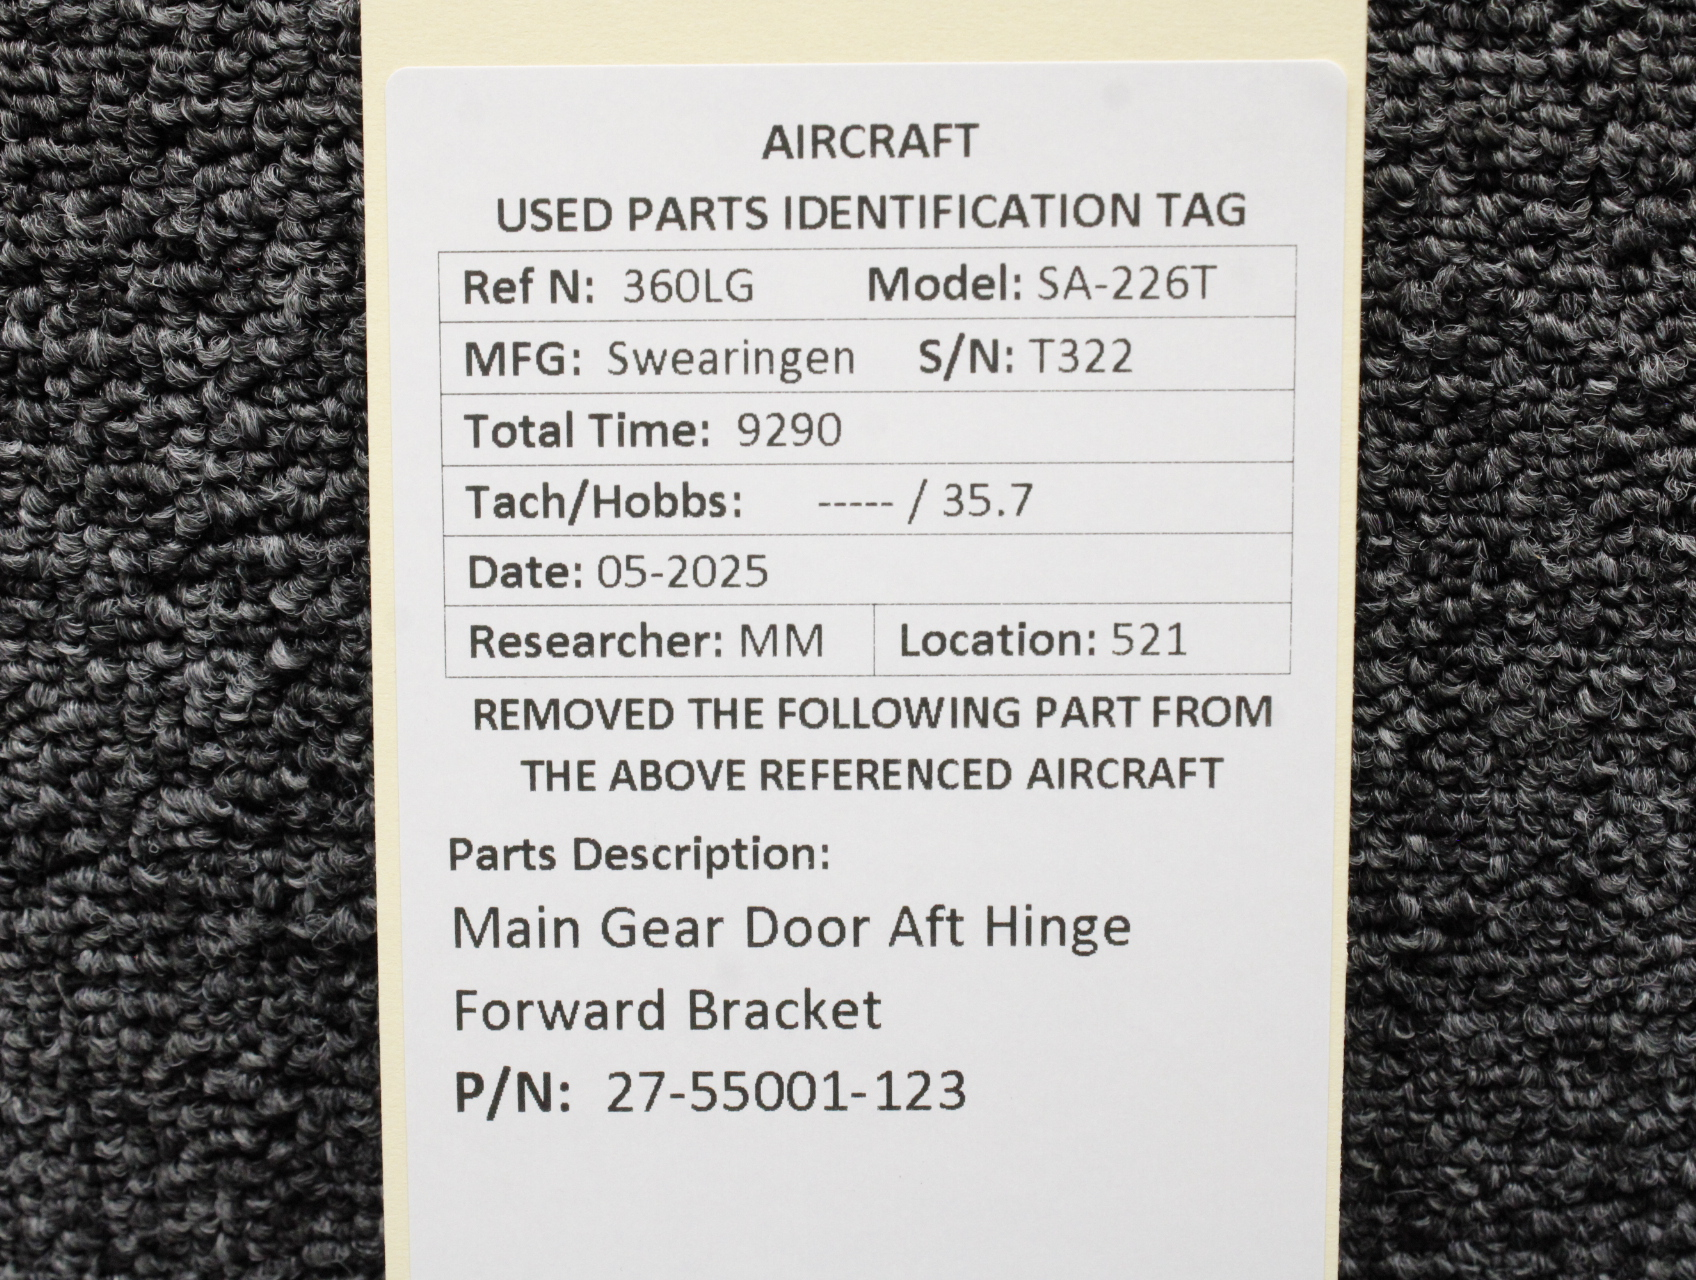 AIRCRAFT
USED PARTS IDENTIFICATION TAG
Ref N: 360LG Model: SA-226T
MFG: Swearingen S/N: T322
Total Time: 9290
Tach/Hobbs: ----- / 35.7
Date: 05-2025
Researcher: MM Location: 521
REMOVED THE FOLLOWING PART FROM
THE ABOVE REFERENCED AIRCRAFT
Parts Description:
Main Gear Door Aft Hinge
Forward Bracket
P/N: 27-55001-123